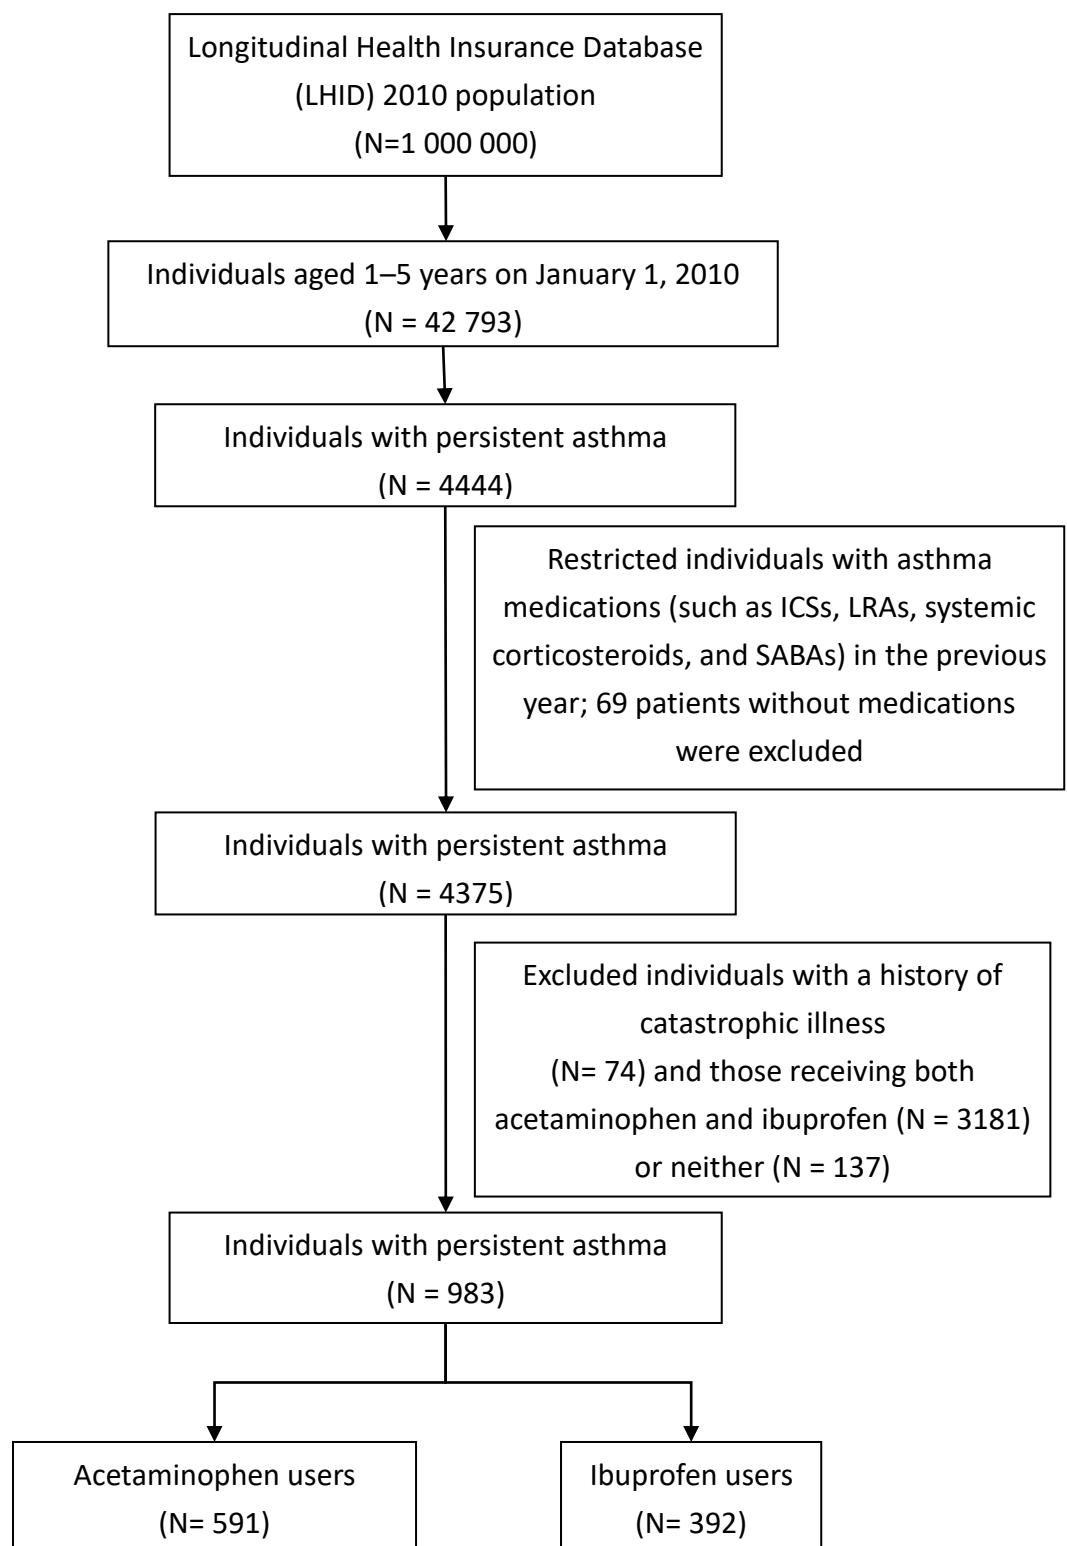 Longitudinal Health Insurance Database
(LHID) 2010 population
(N=1 000 000)
Individuals aged 1–5 years on January 1, 2010
(N = 42 793)
Individuals with persistent asthma
(N = 4444)
Restricted individuals with asthma
medications (such as ICSs, LRAs, systemic
corticosteroids, and SABAs) in the previous
year; 69 patients without medications
were excluded
Individuals with persistent asthma
(N = 4375)
Excluded individuals with a history of
catastrophic illness
(N= 74) and those receiving both
acetaminophen and ibuprofen (N = 3181)
or neither (N = 137)
Individuals with persistent asthma
(N = 983)
Acetaminophen users
(N= 591)
Ibuprofen users
(N= 392)